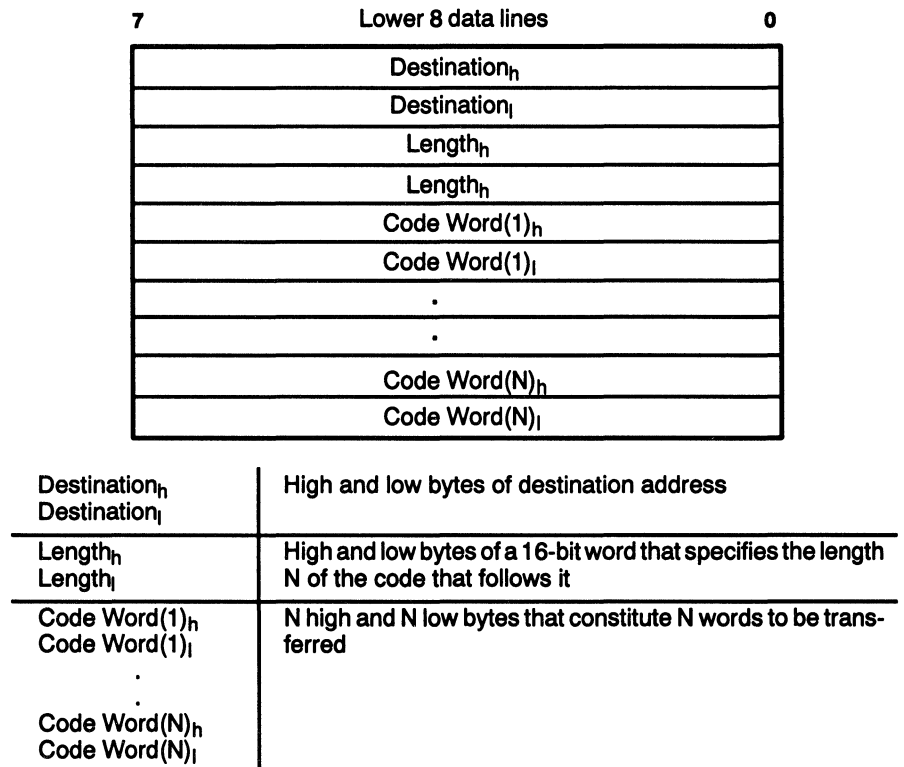 7 Lower 8 data lines 0
Destinationh
Destinationl
Lengthh
Lengthh
Code Word(1)h
Code Word(1)l
.
.
Code Word(N)h
Code Word(N)l
Destinationh High and low bytes of destination address
Destinationl
Lengthh High and low bytes of a 16-bit word that specifies the length
Lengthl N of the code that follows it
Code Word(1)h N high and N low bytes that constitute N words to be trans-
Code Word(1)l ferred
.
.
Code Word(N)h
Code Word(N)l